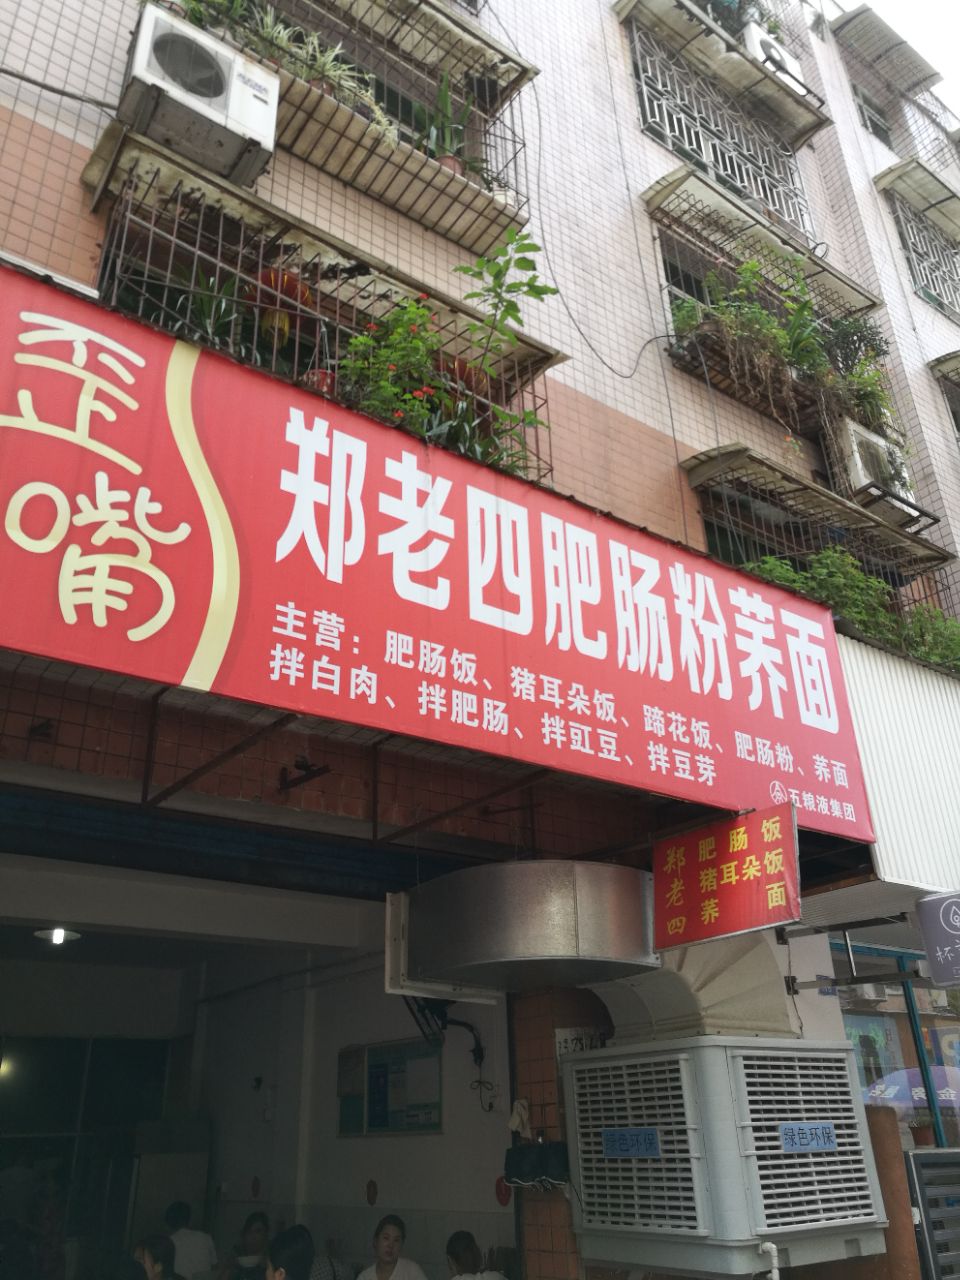 歪
嘴
郑老四肥肠粉荞面
主营：肥肠饭、猪耳朵饭、蹄花饭、肥肠粉、荞面
拌白肉、拌肥肠、拌豇豆、拌豆芽
五粮液集团
郑老四
肥肠饭
猪耳朵饭
荞面
绿色环保
绿色环保